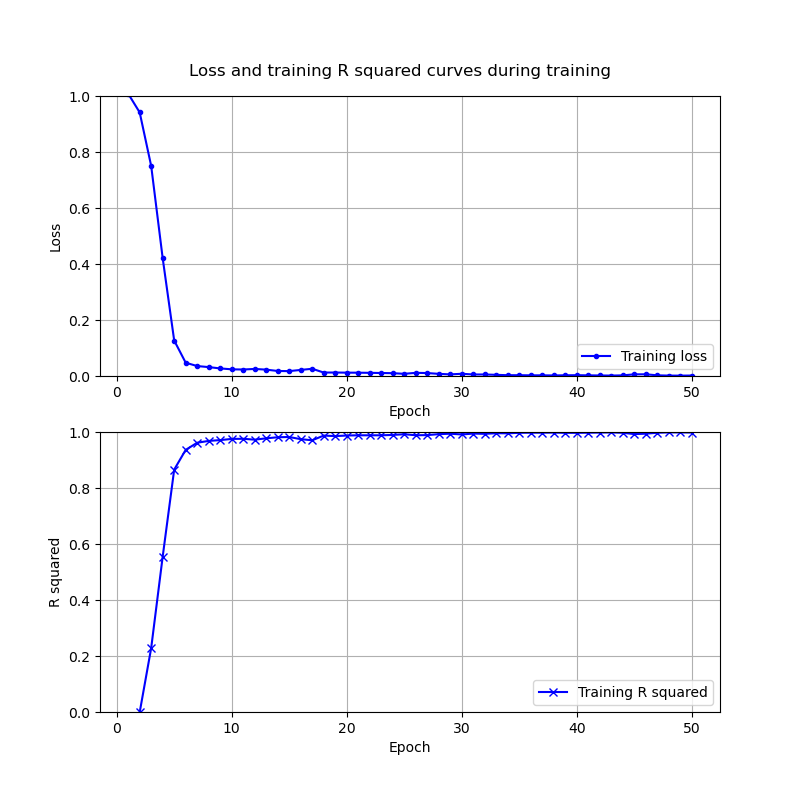 Loss and training R squared curves during training
1.0
0.8
0.6
0.4
0.2
0.0
Loss
Training loss
0 10 20 30 40 50
Epoch
1.0
0.8
0.6
0.4
0.2
0.0
R squared
Training R squared
0 10 20 30 40 50
Epoch